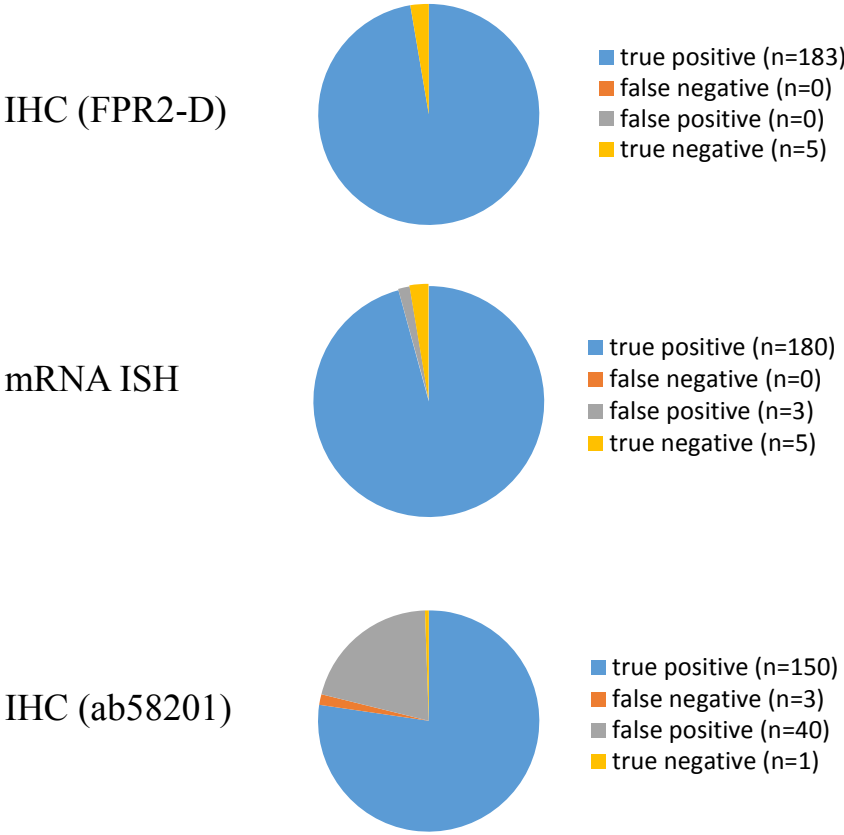 IHC (FPR2-D)
true positive (n=183)
false negative (n=0)
false positive (n=0)
true negative (n=5)
mRNA ISH
true positive (n=180)
false negative (n=0)
false positive (n=3)
true negative (n=5)
IHC (ab58201)
true positive (n=150)
false negative (n=3)
false positive (n=40)
true negative (n=1)